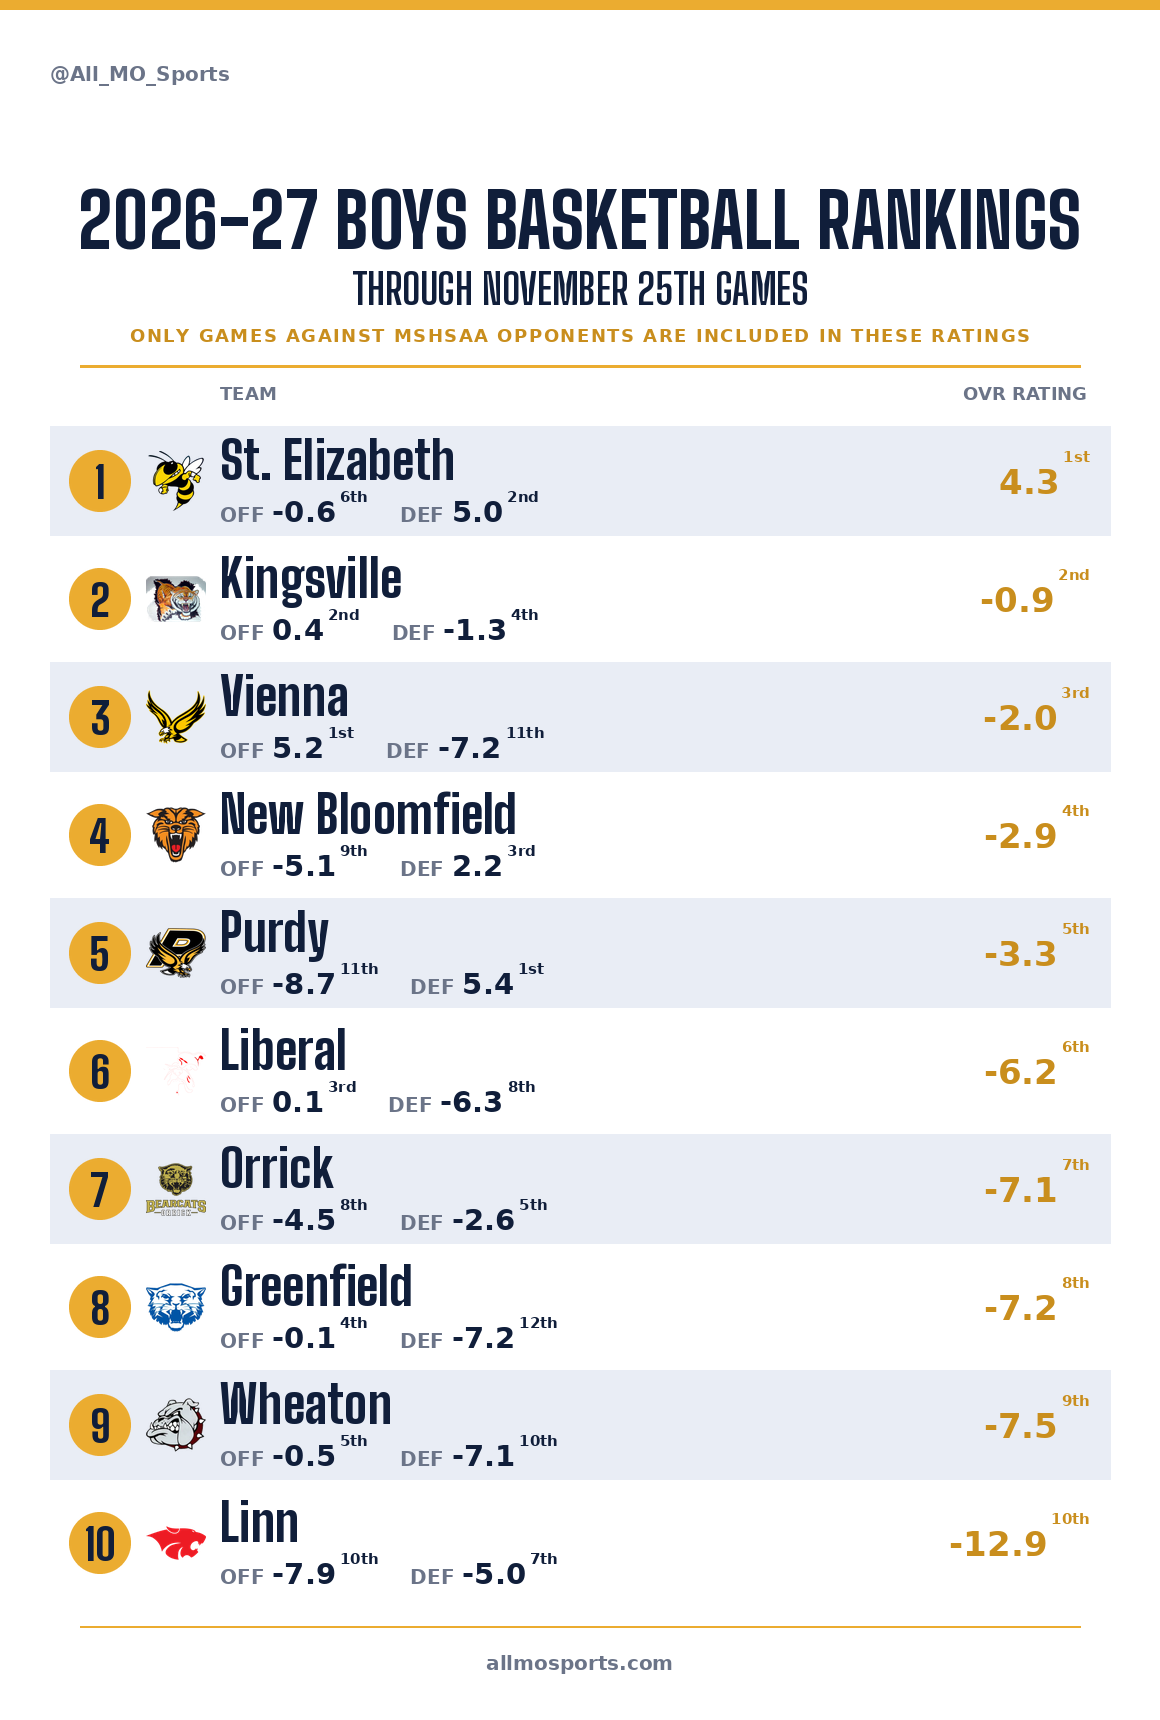 @All_MO_Sports
2026-27 BOYS BASKETBALL RANKINGS
THROUGH NOVEMBER 25TH GAMES
ONLY GAMES AGAINST MSHSAA OPPONENTS ARE INCLUDED IN THESE RATINGS
TEAM OVR RATING
1 St. Elizabeth 4.3 1st
OFF -0.6 6th DEF 5.0 2nd
2 Kingsville -0.9 2nd
OFF 0.4 2nd DEF -1.3 4th
3 Vienna -2.0 3rd
OFF 5.2 1st DEF -7.2 11th
4 New Bloomfield -2.9 4th
OFF -5.1 9th DEF 2.2 3rd
5 Purdy -3.3 5th
OFF -8.7 11th DEF 5.4 1st
6 Liberal -6.2 6th
OFF 0.1 3rd DEF -6.3 8th
7 BEARCATS ORRICK Orrick -7.1 7th
OFF -4.5 8th DEF -2.6 5th
8 Greenfield -7.2 8th
OFF -0.1 4th DEF -7.2 12th
9 Wheaton -7.5 9th
OFF -0.5 5th DEF -7.1 10th
10 Linn -12.9 10th
OFF -7.9 10th DEF -5.0 7th
allmosports.com